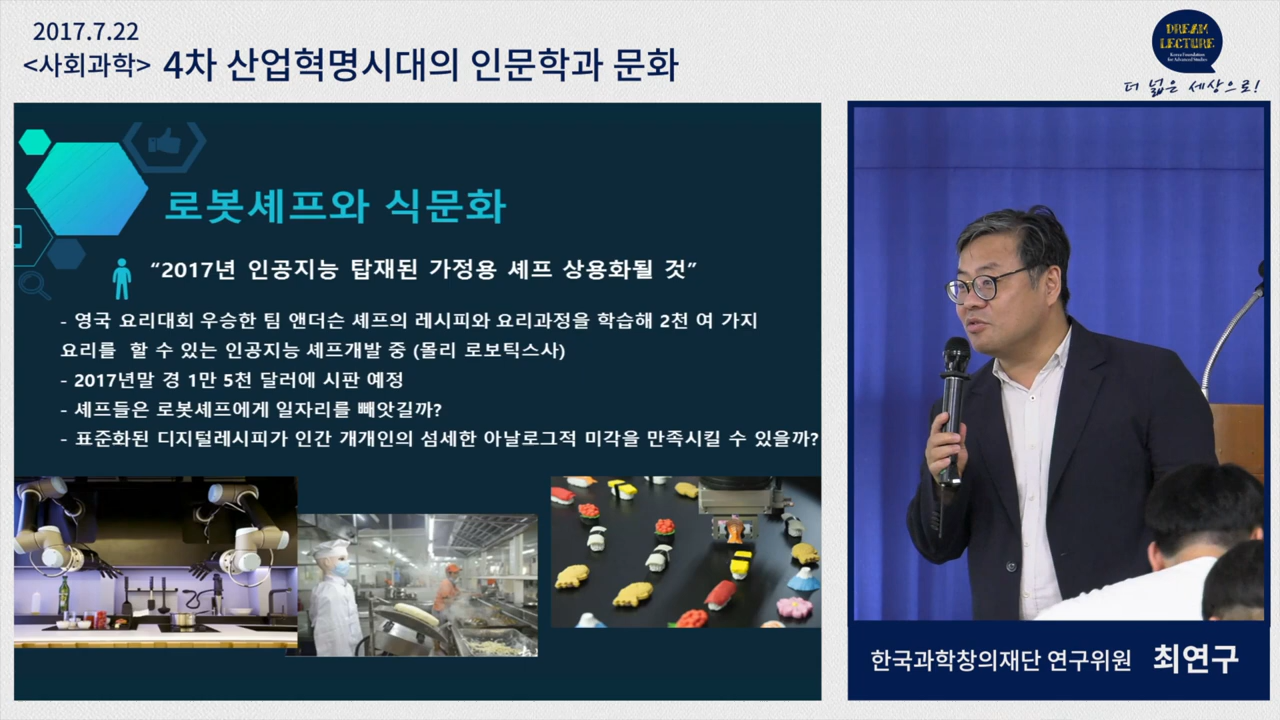 2017.7.22
<사회과학> 4차 산업혁명시대의 인문학과 문화
DREAM
LECTURE
Korea Foundation
for Advanced Studies
더 넓은 세상으로!
로봇셰프와 식문화
“2017년 인공지능 탑재된 가정용 셰프 상용화될 것”
- 영국 요리대회 우승한 팀 앤더슨 셰프의 레시피와 요리과정을 학습해 2천 여 가지
요리를 할 수 있는 인공지능 셰프개발 중 (몰리 로보틱스사)
- 2017년말 경 1만 5천 달러에 시판 예정
- 셰프들은 로봇셰프에게 일자리를 빼앗길까?
- 표준화된 디지털레시피가 인간 개개인의 섬세한 아날로그적 미각을 만족시킬 수 있을까?
한국과학창의재단 연구위원 최연구